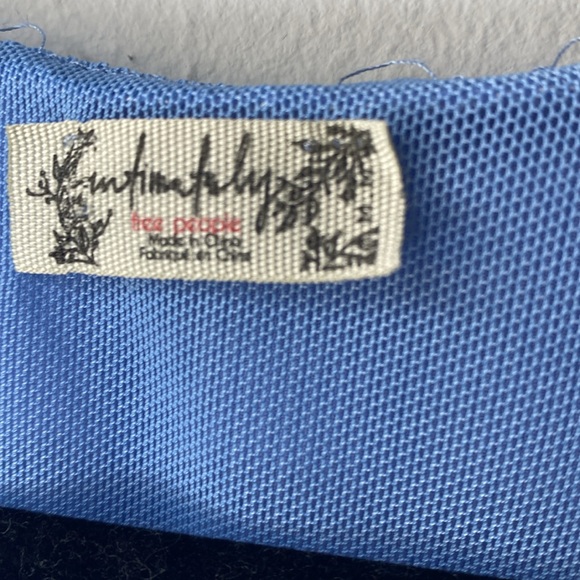 intimately
free people
Made in China
Fabriqué en Chine
M M